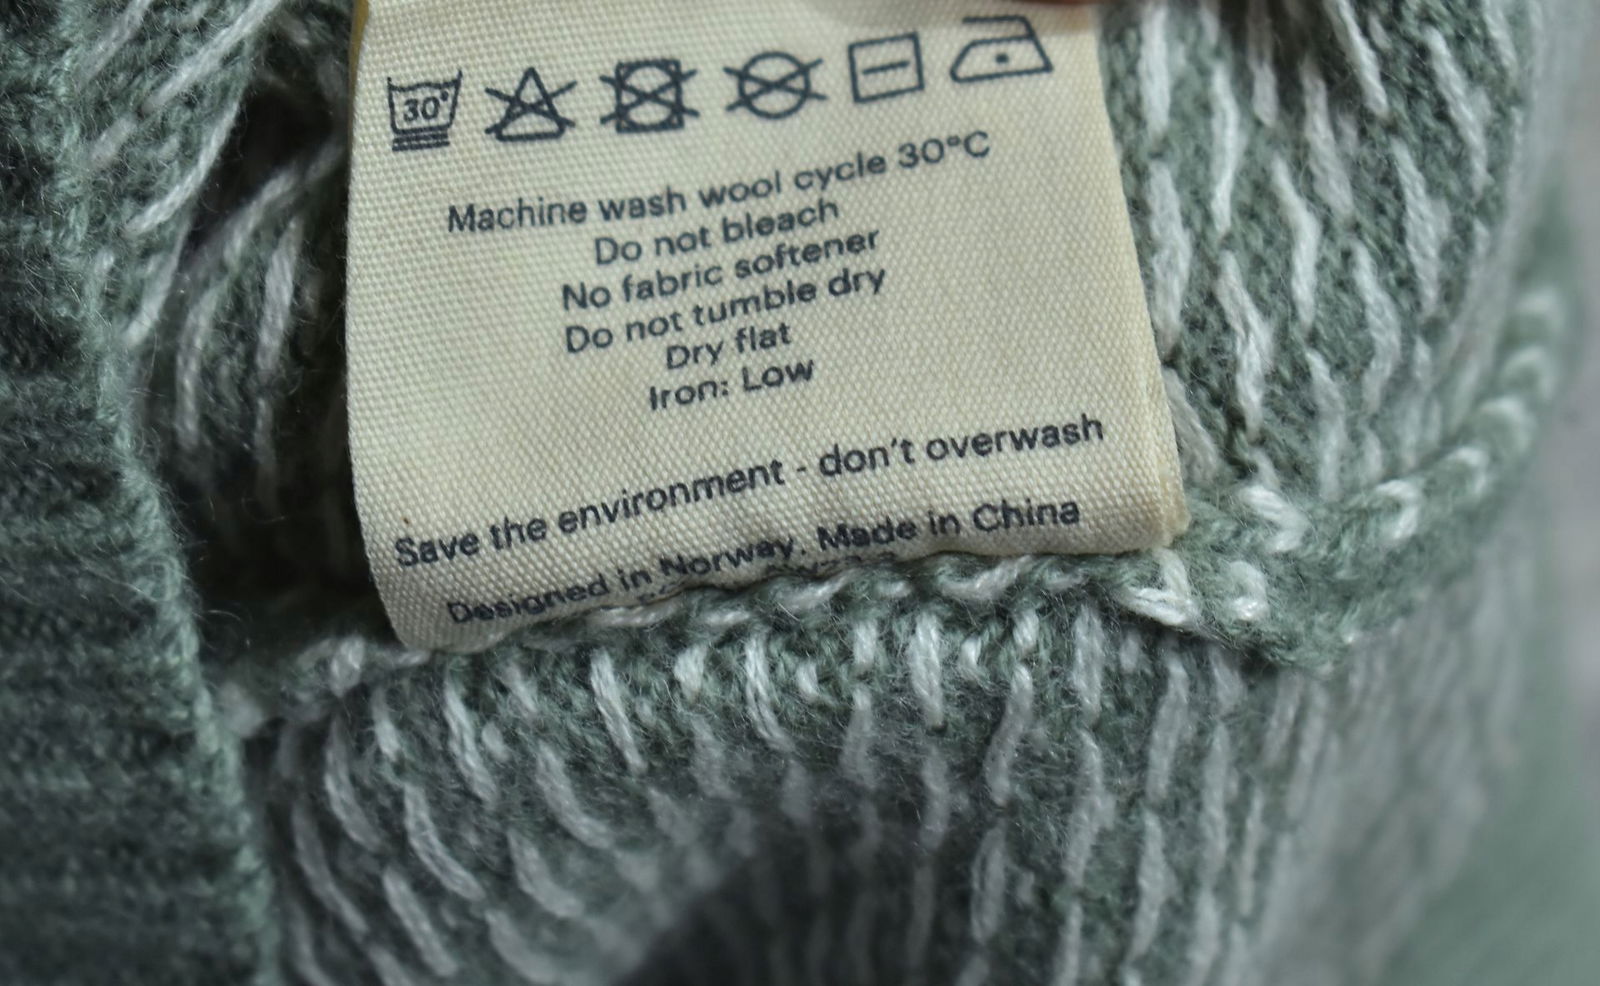 30°
Machine wash wool cycle 30°C
Do not bleach
No fabric softener
Do not tumble dry
Dry flat
Iron: Low
Save the environment - don't overwash
Designed in Norway. Made in China